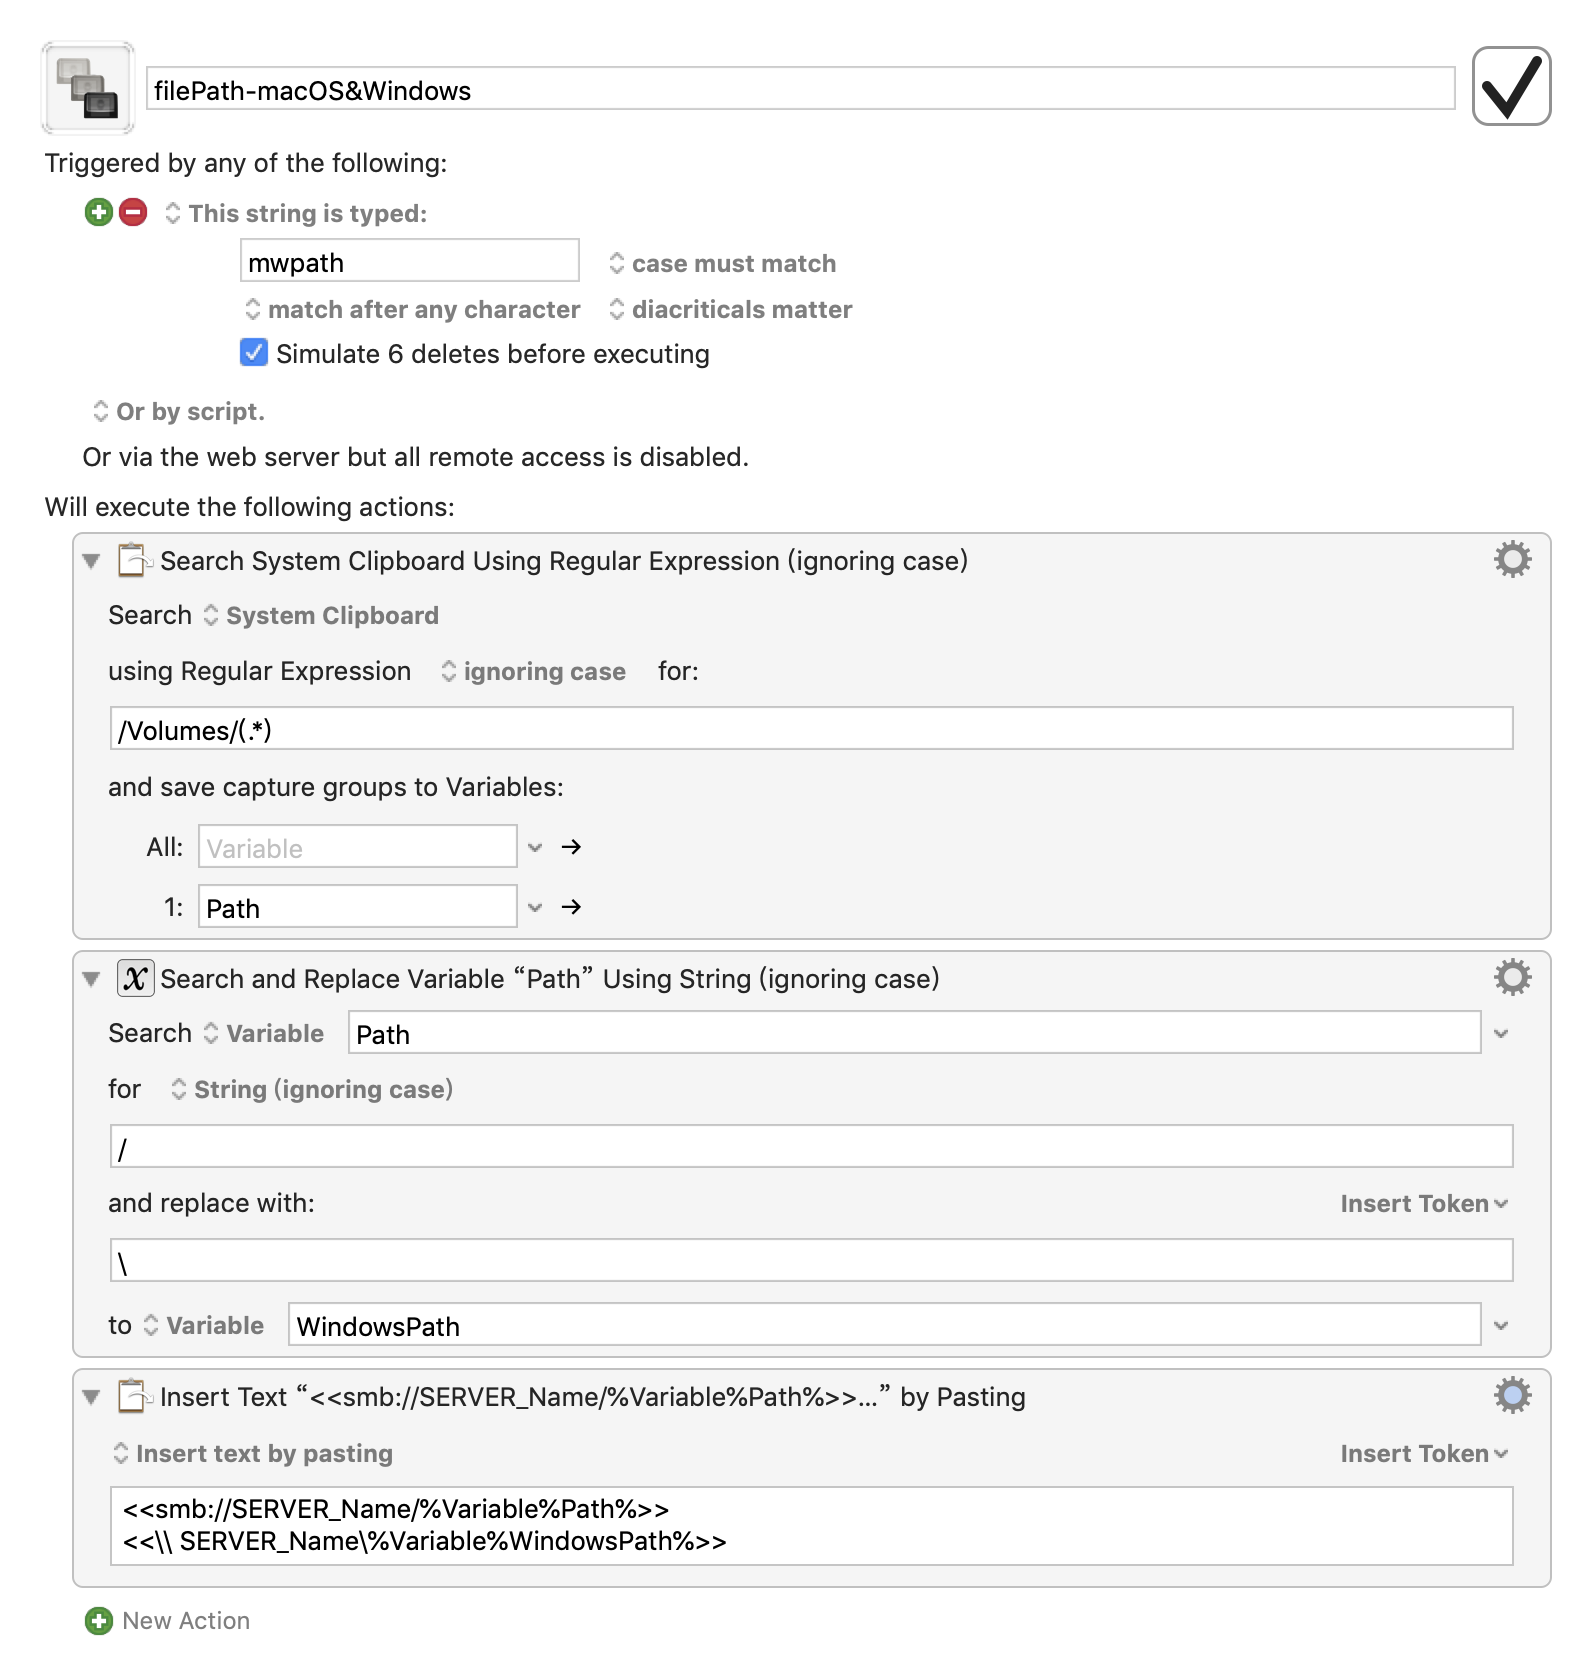 filePath-macOS&Windows
Triggered by any of the following:
This string is typed:
mwpath case must match
match after any character diacriticals matter
Simulate 6 deletes before executing
Or by script.
Or via the web server but all remote access is disabled.
Will execute the following actions:
Search System Clipboard Using Regular Expression (ignoring case)
Search System Clipboard
using Regular Expression ignoring case for:
/Volumes/(.*)
and save capture groups to Variables:
All: Variable →
1: Path →
x Search and Replace Variable “Path” Using String (ignoring case)
Search Variable Path
for String (ignoring case)
/
and replace with: Insert Token
\
to Variable WindowsPath
Insert Text “<<smb://SERVER_Name/%Variable%Path%>>...” by Pasting
Insert text by pasting Insert Token
<<smb://SERVER_Name/%Variable%Path%>>
<<\\ SERVER_Name\%Variable%WindowsPath%>>
New Action